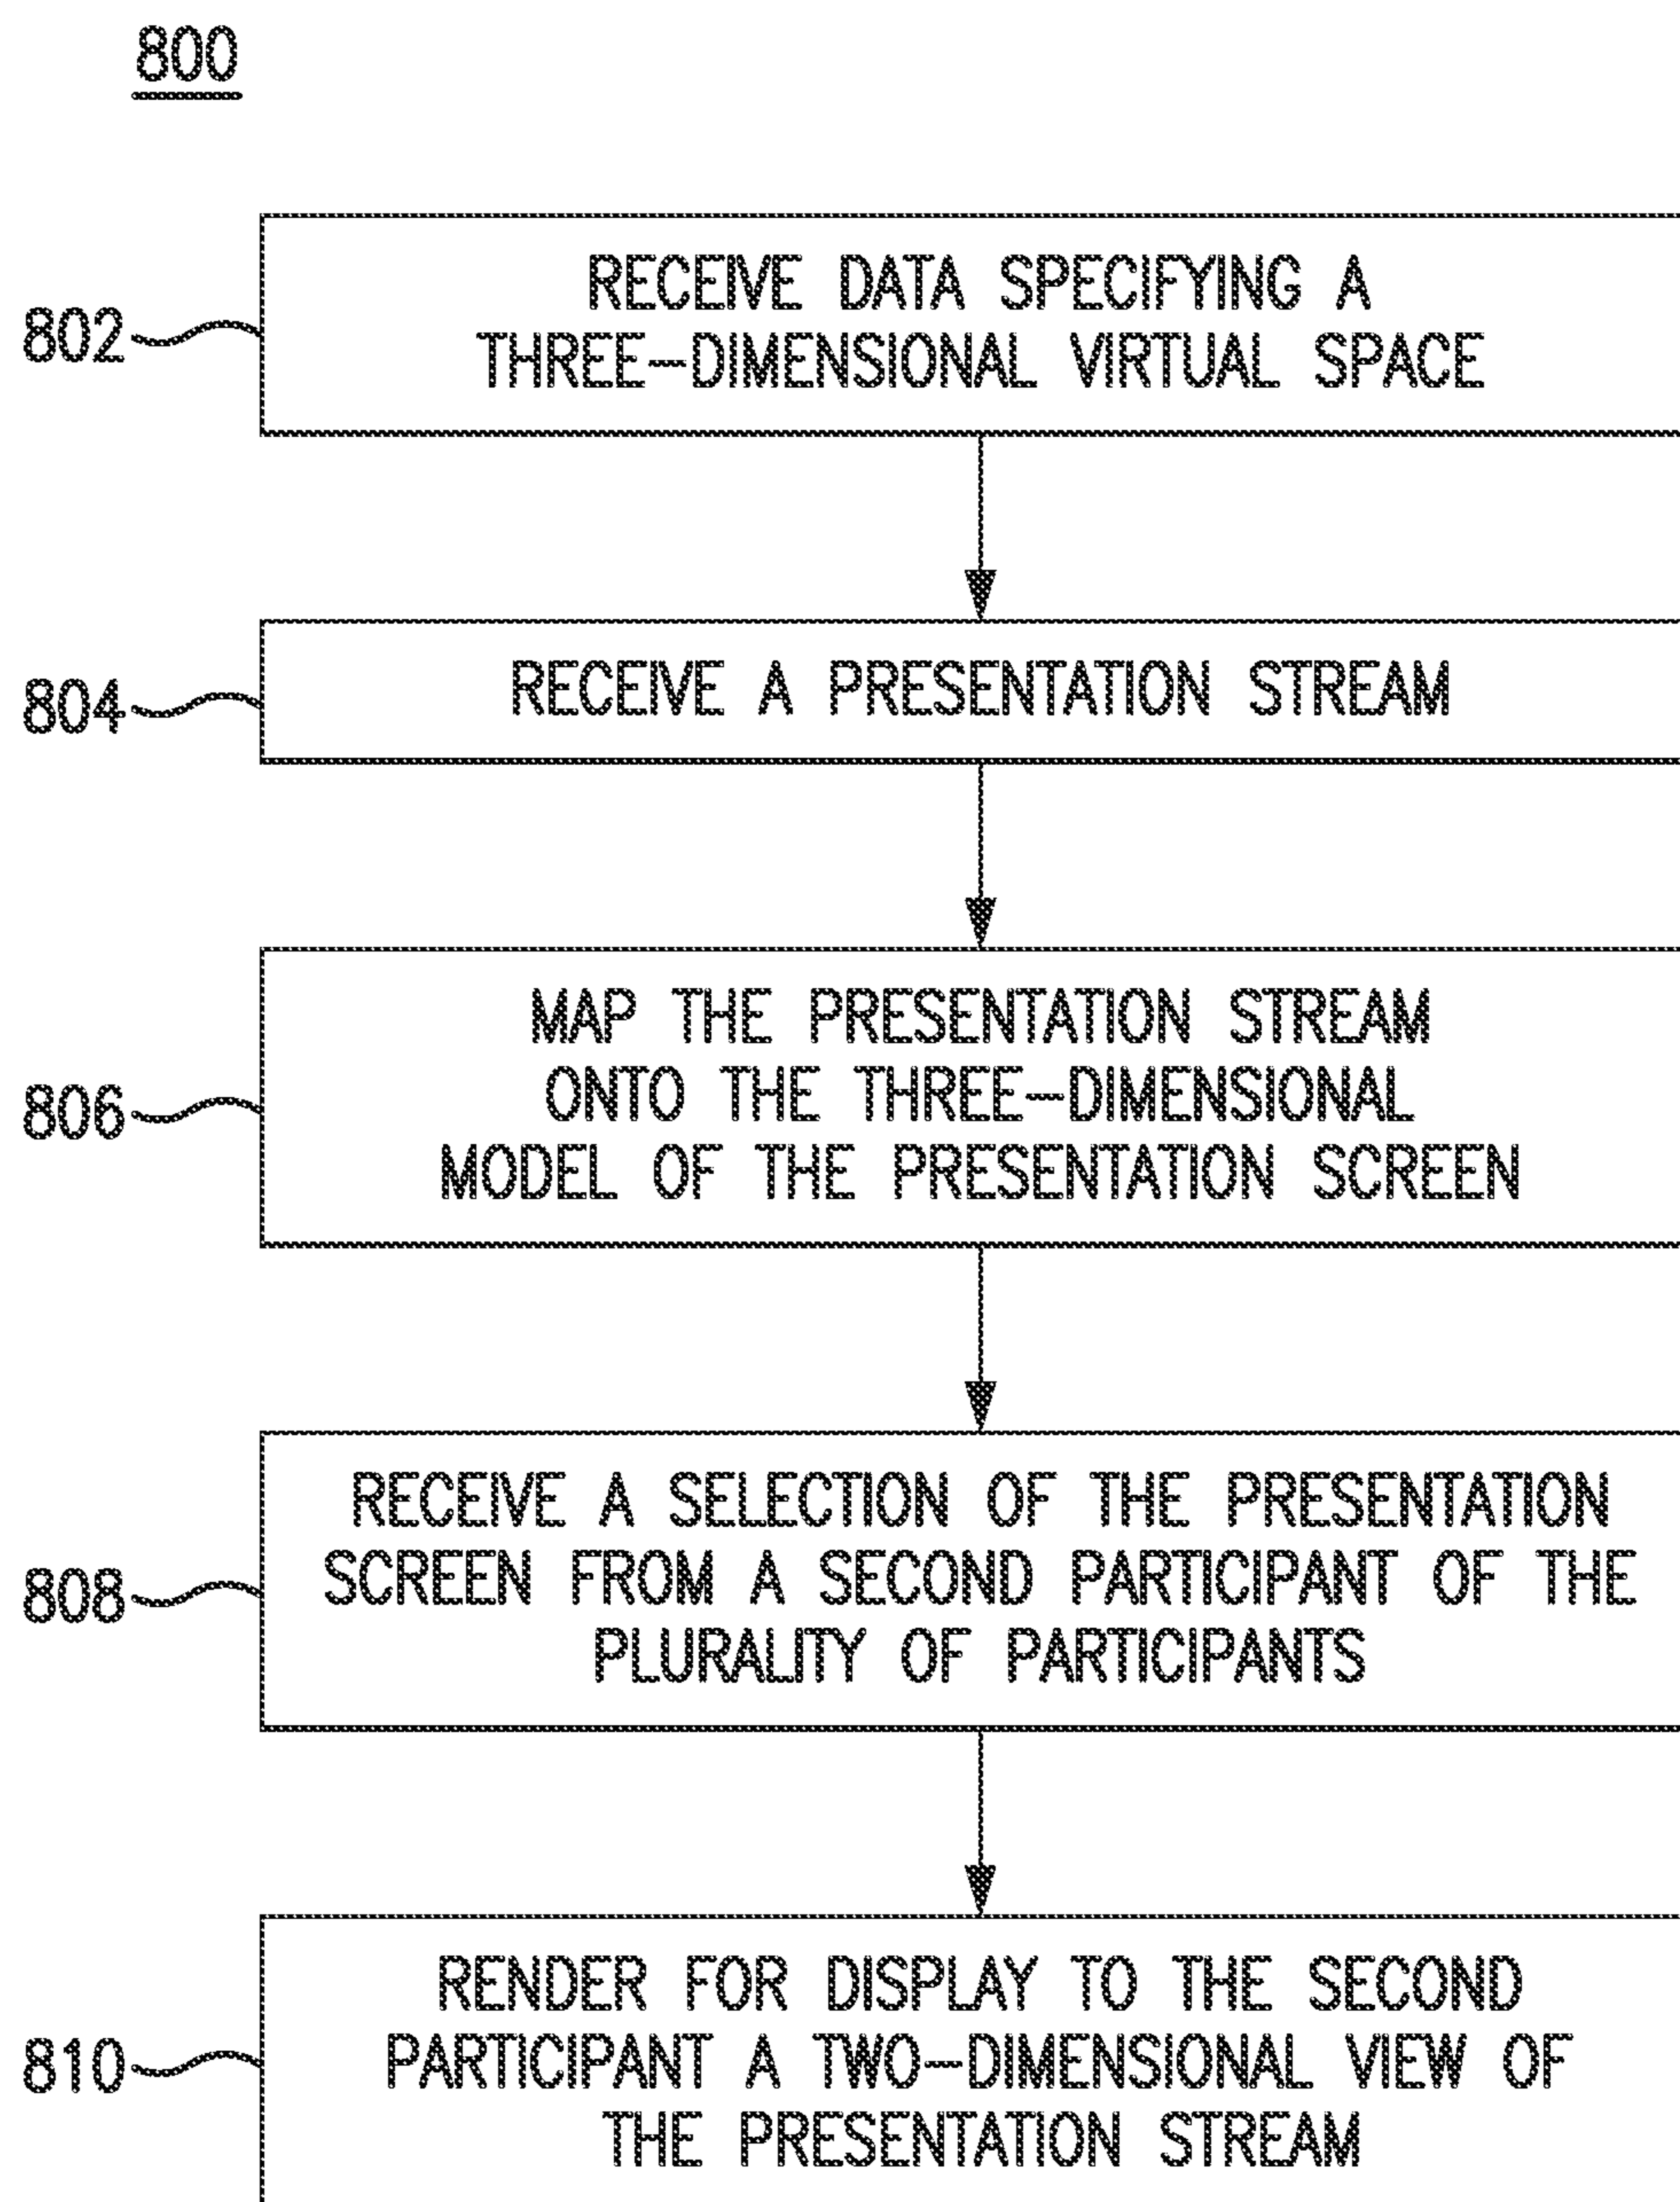 800
802
RECEIVE DATA SPECIFYING A
THREE-DIMENSIONAL VIRTUAL SPACE
804
RECEIVE A PRESENTATION STREAM
806
MAP THE PRESENTATION STREAM
ONTO THE THREE-DIMENSIONAL
MODEL OF THE PRESENTATION SCREEN
808
RECEIVE A SELECTION OF THE PRESENTATION
SCREEN FROM A SECOND PARTICIPANT OF THE
PLURALITY OF PARTICIPANTS
810
RENDER FOR DISPLAY TO THE SECOND
PARTICIPANT A TWO-DIMENSIONAL VIEW OF
THE PRESENTATION STREAM